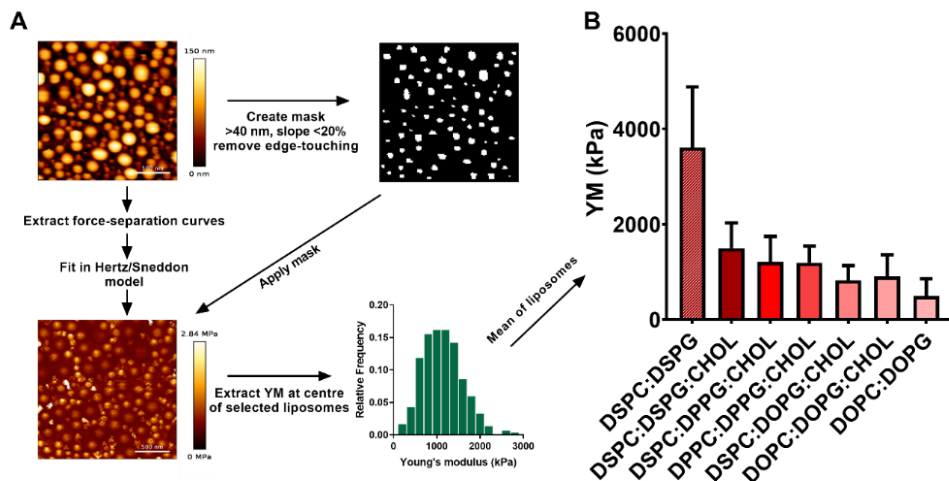 A
150 nm
0 nm
500 nm
Create mask
>40 nm, slope <20%
remove edge-touching
Extract force-separation curves
Fit in Hertz/Sneddon
model
Apply mask
2.84 MPa
0 MPa
500 nm
Extract YM at centre
of selected liposomes
Relative Frequency
0.20
0.15
0.10
0.05
0.00
0
1000
2000
3000
Young's modulus (kPa)
Mean of liposomes
B
YM (kPa)
6000
4000
2000
0
DSPC:DSPG
DSPC:DSPG:CHOL
DSPC:DPPG:CHOL
DPPC:DPPG:CHOL
DSPC:DOPG:CHOL
DOPC:DOPG:CHOL
DOPC:DOPG